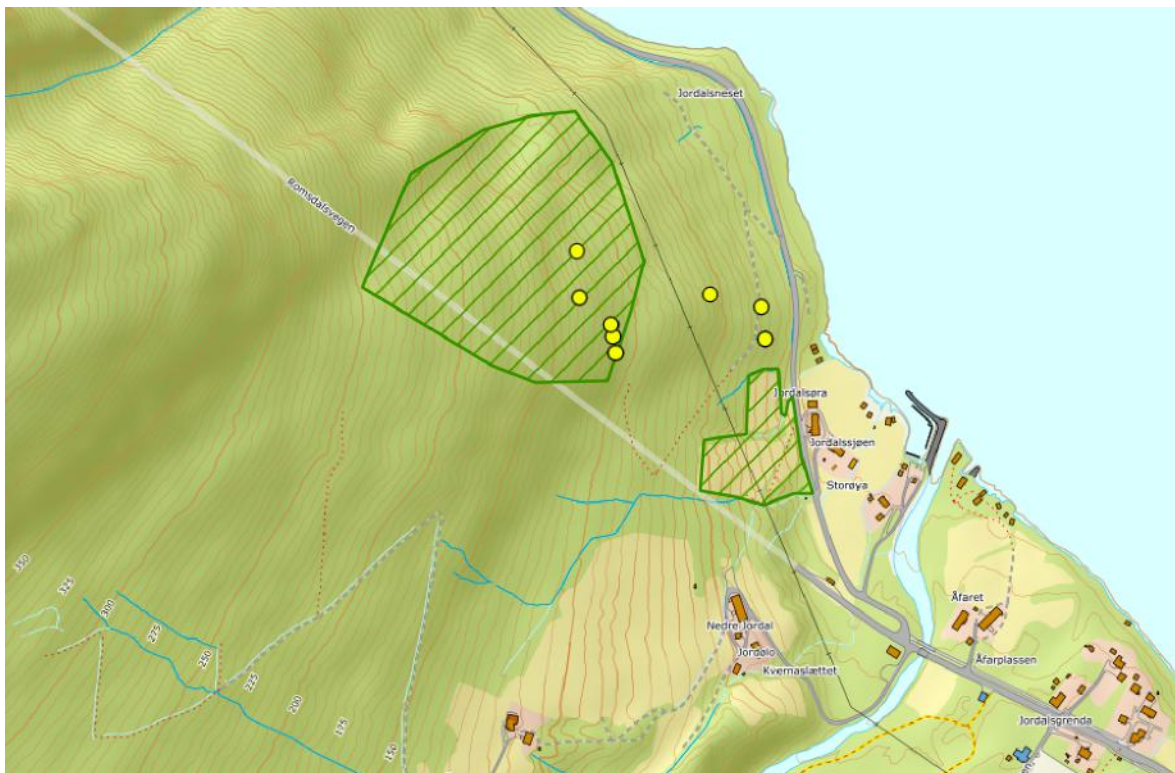 Jordalsneset
Romsdalsvegen
Jordalsøra
Jordalssjøen
Storøya
350
325
300
275
250
225
200
175
150
Åfaret
Nedre Jordal
Jordølo
Kvernaslættet
Åfarplassen
Jordalsgrenda